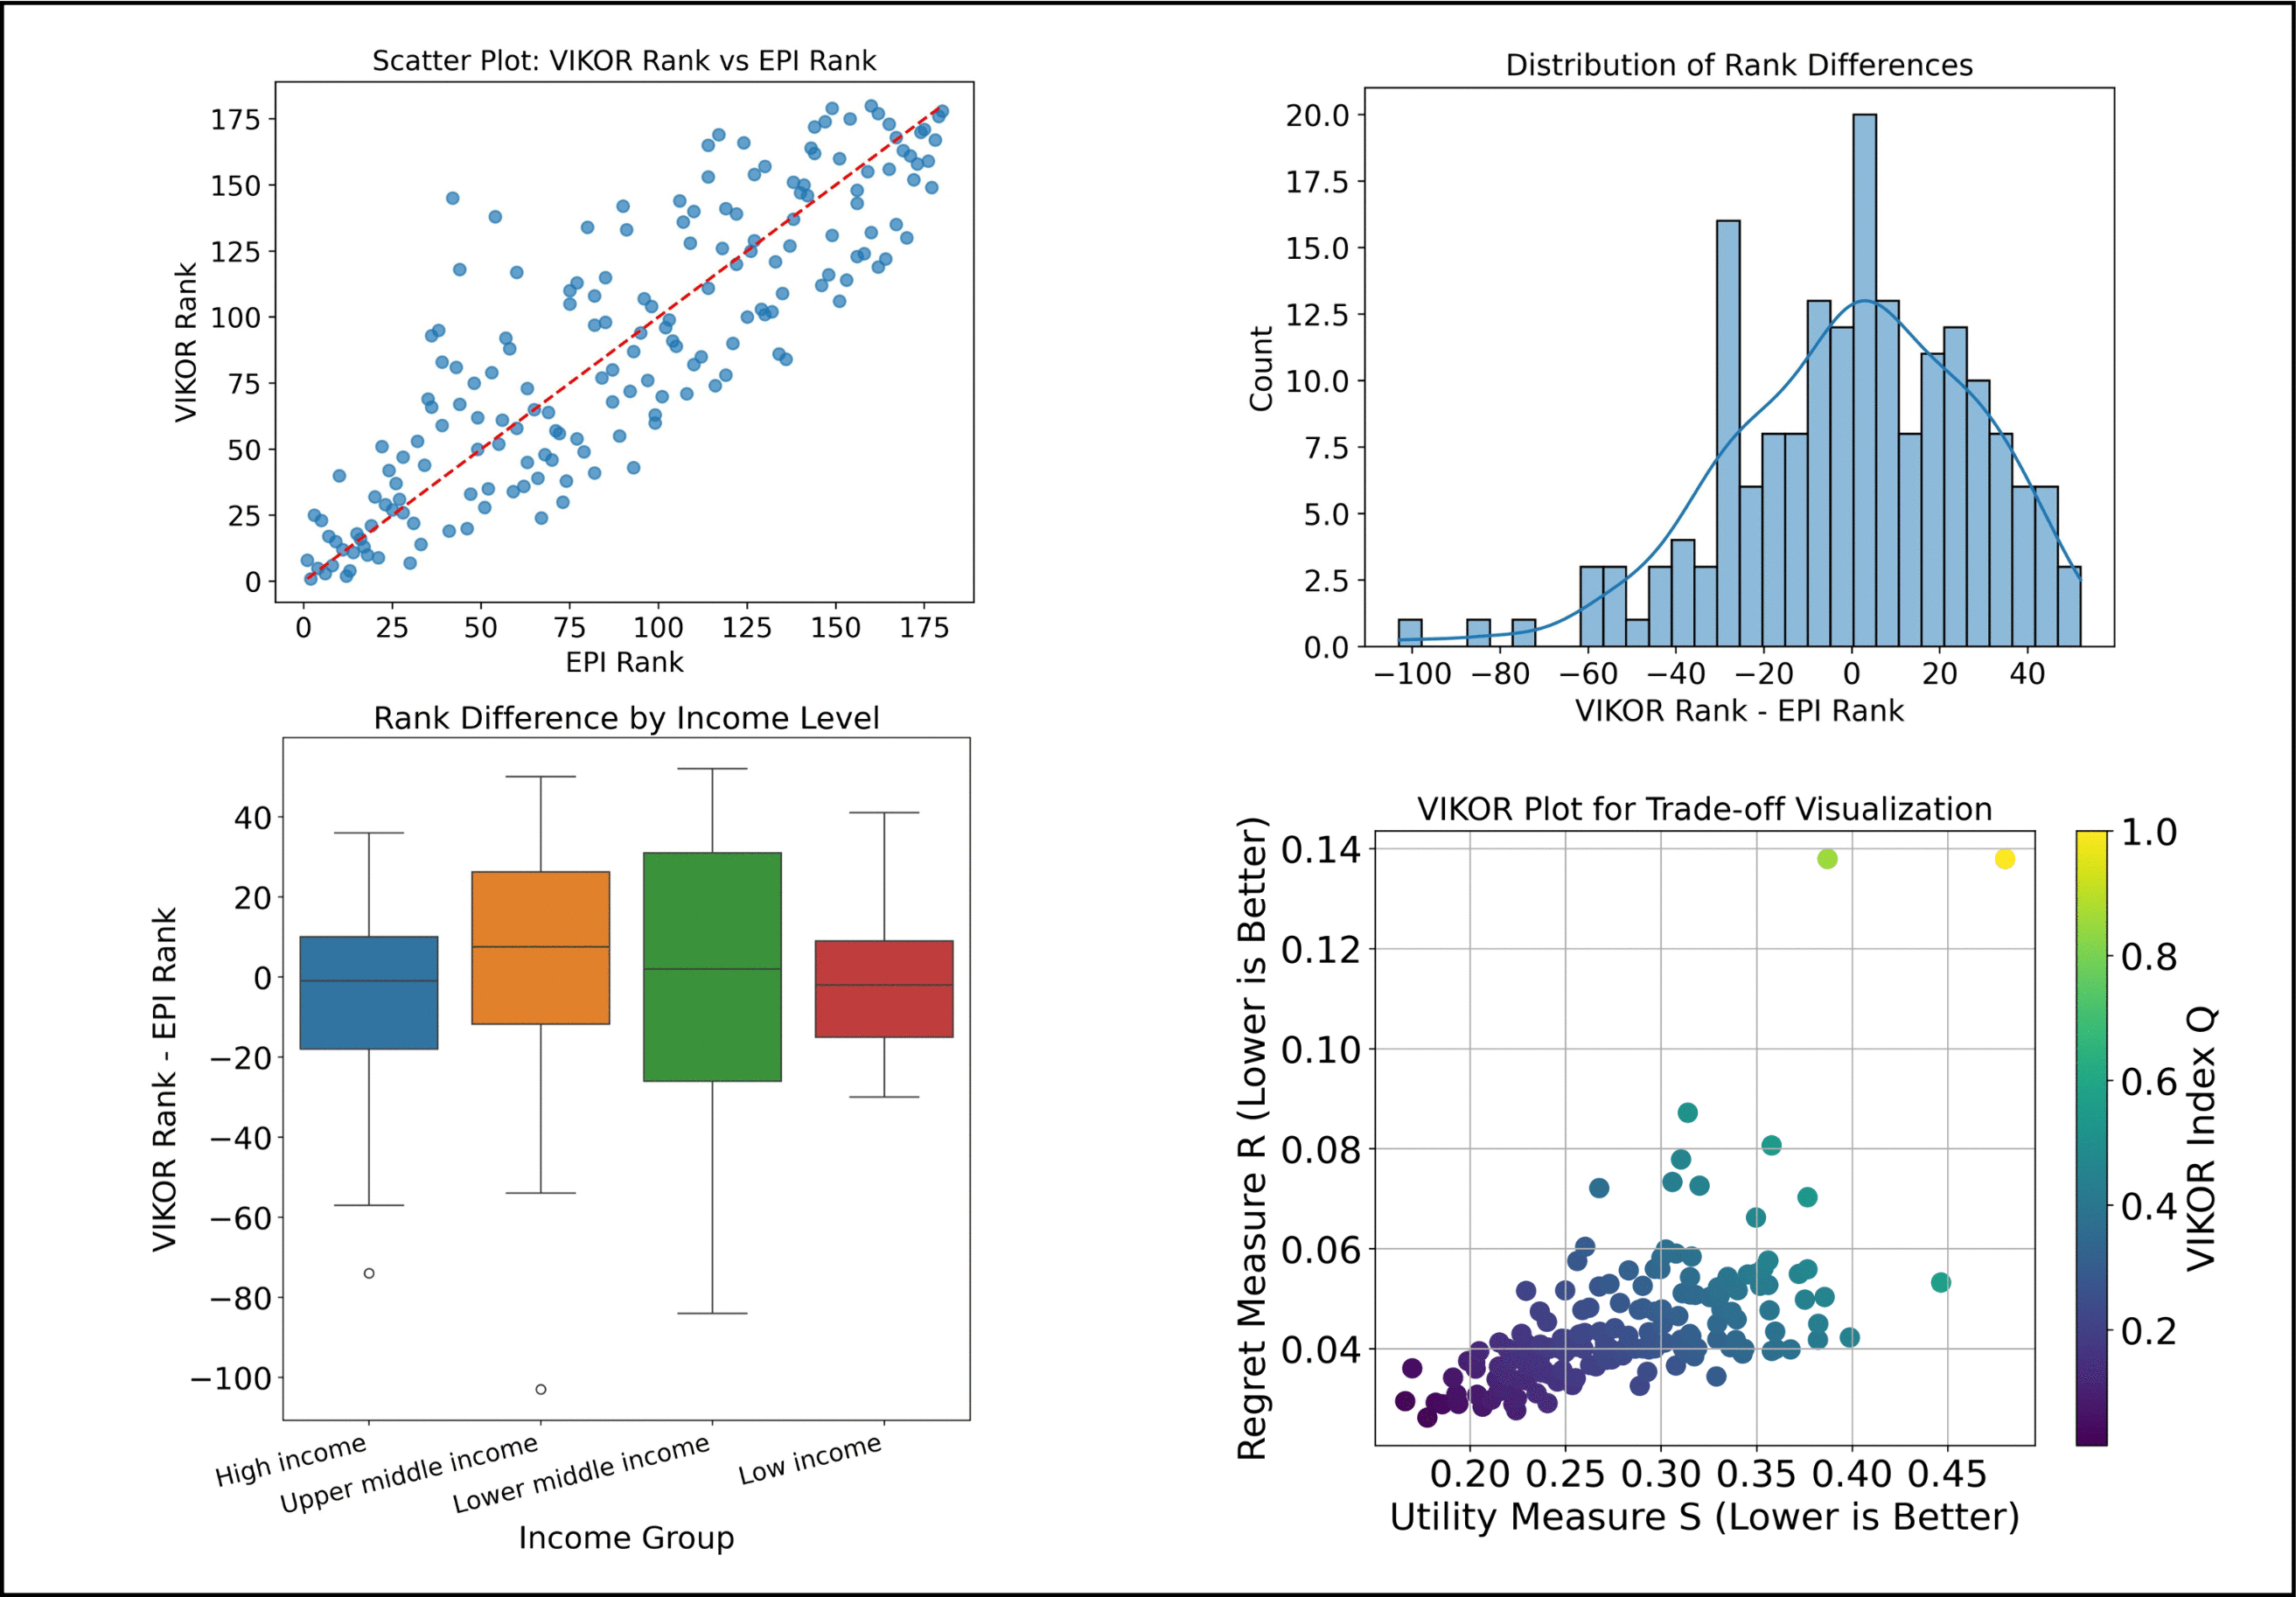 Scatter Plot: VIKOR Rank vs EPI Rank
VIKOR Rank
175
150
125
100
75
50
25
0
0 25 50 75 100 125 150 175
EPI Rank
Distribution of Rank Differences
Count
20.0
17.5
15.0
12.5
10.0
7.5
5.0
2.5
0.0
−100 −80 −60 −40 −20 0 20 40
VIKOR Rank - EPI Rank
Rank Difference by Income Level
VIKOR Rank - EPI Rank
40
20
0
−20
−40
−60
−80
−100
High income
Upper middle income
Lower middle income
Low income
Income Group
VIKOR Plot for Trade-off Visualization
Regret Measure R (Lower is Better)
0.14
0.12
0.10
0.08
0.06
0.04
0.20 0.25 0.30 0.35 0.40 0.45
Utility Measure S (Lower is Better)
1.0
0.8
0.6
0.4
0.2
VIKOR Index Q